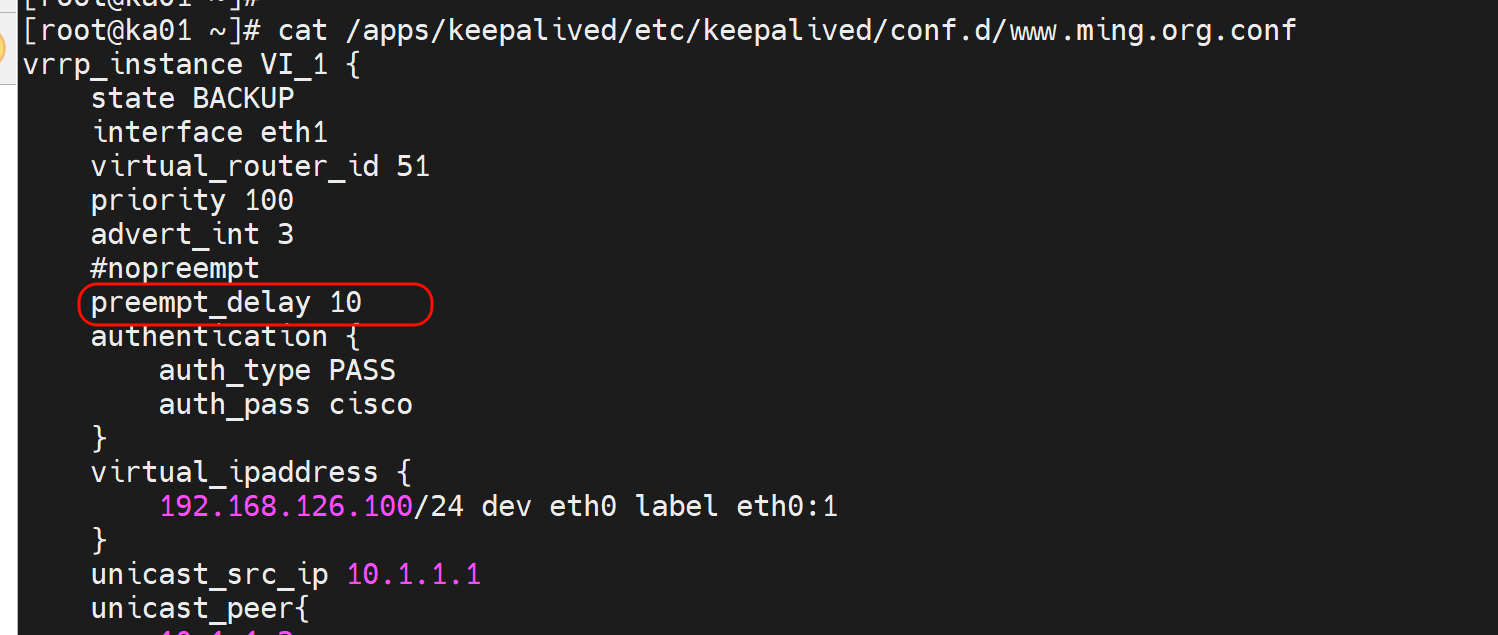 [root@ka01 ~]#
[root@ka01 ~]# cat /apps/keepalived/etc/keepalived/conf.d/www.ming.org.conf
vrrp_instance VI_1 {
    state BACKUP
    interface eth1
    virtual_router_id 51
    priority 100
    advert_int 3
    #nopreempt
    preempt_delay 10
    authentication {
        auth_type PASS
        auth_pass cisco
    }
    virtual_ipaddress {
        192.168.126.100/24 dev eth0 label eth0:1
    }
    unicast_src_ip 10.1.1.1
    unicast_peer{